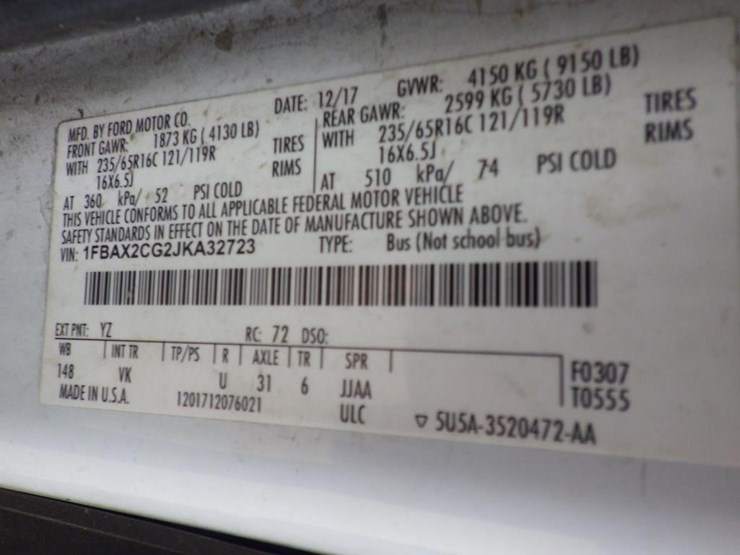 MFD. BY FORD MOTOR CO.
DATE: 12/17 GVWR: 4150 KG ( 9150 LB)
FRONT GAWR: 1873 KG ( 4130 LB) REAR GAWR: 2599 KG ( 5730 LB)
WITH 235/65R16C 121/119R TIRES WITH 235/65R16C 121/119R TIRES
16X6.5J RIMS 16X6.5J RIMS
AT 360 kPa/ 52 PSI COLD AT 510 kPa/ 74 PSI COLD
THIS VEHICLE CONFORMS TO ALL APPLICABLE FEDERAL MOTOR VEHICLE
SAFETY STANDARDS IN EFFECT ON THE DATE OF MANUFACTURE SHOWN ABOVE.
VIN: 1FBAX2CG2JKA32723 TYPE: Bus (Not school bus)
EXT PNT: YZ RC: 72 DSO:
WB INT TR TP/PS R AXLE TR SPR
148 VK U 31 6 JJAA F0307
MADE IN U.S.A. 1201712076021 ULC T0555
▽ 5U5A-3520472-AA